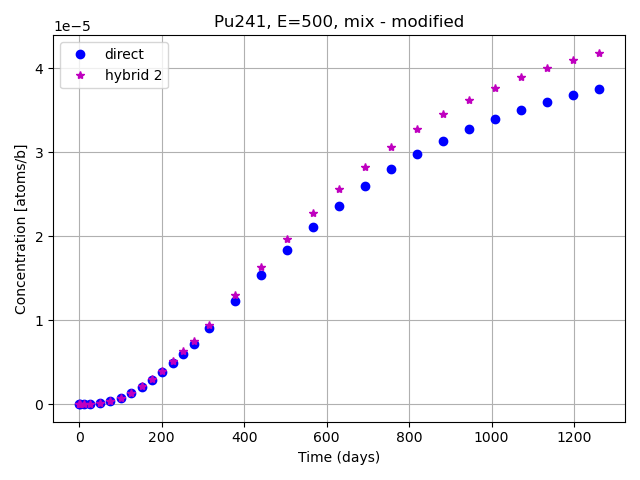 Pu241, E=500, mix - modified
1e−5
direct
hybrid 2
4
3
2
1
0
Concentration [atoms/b]
0 200 400 600 800 1000 1200
Time (days)